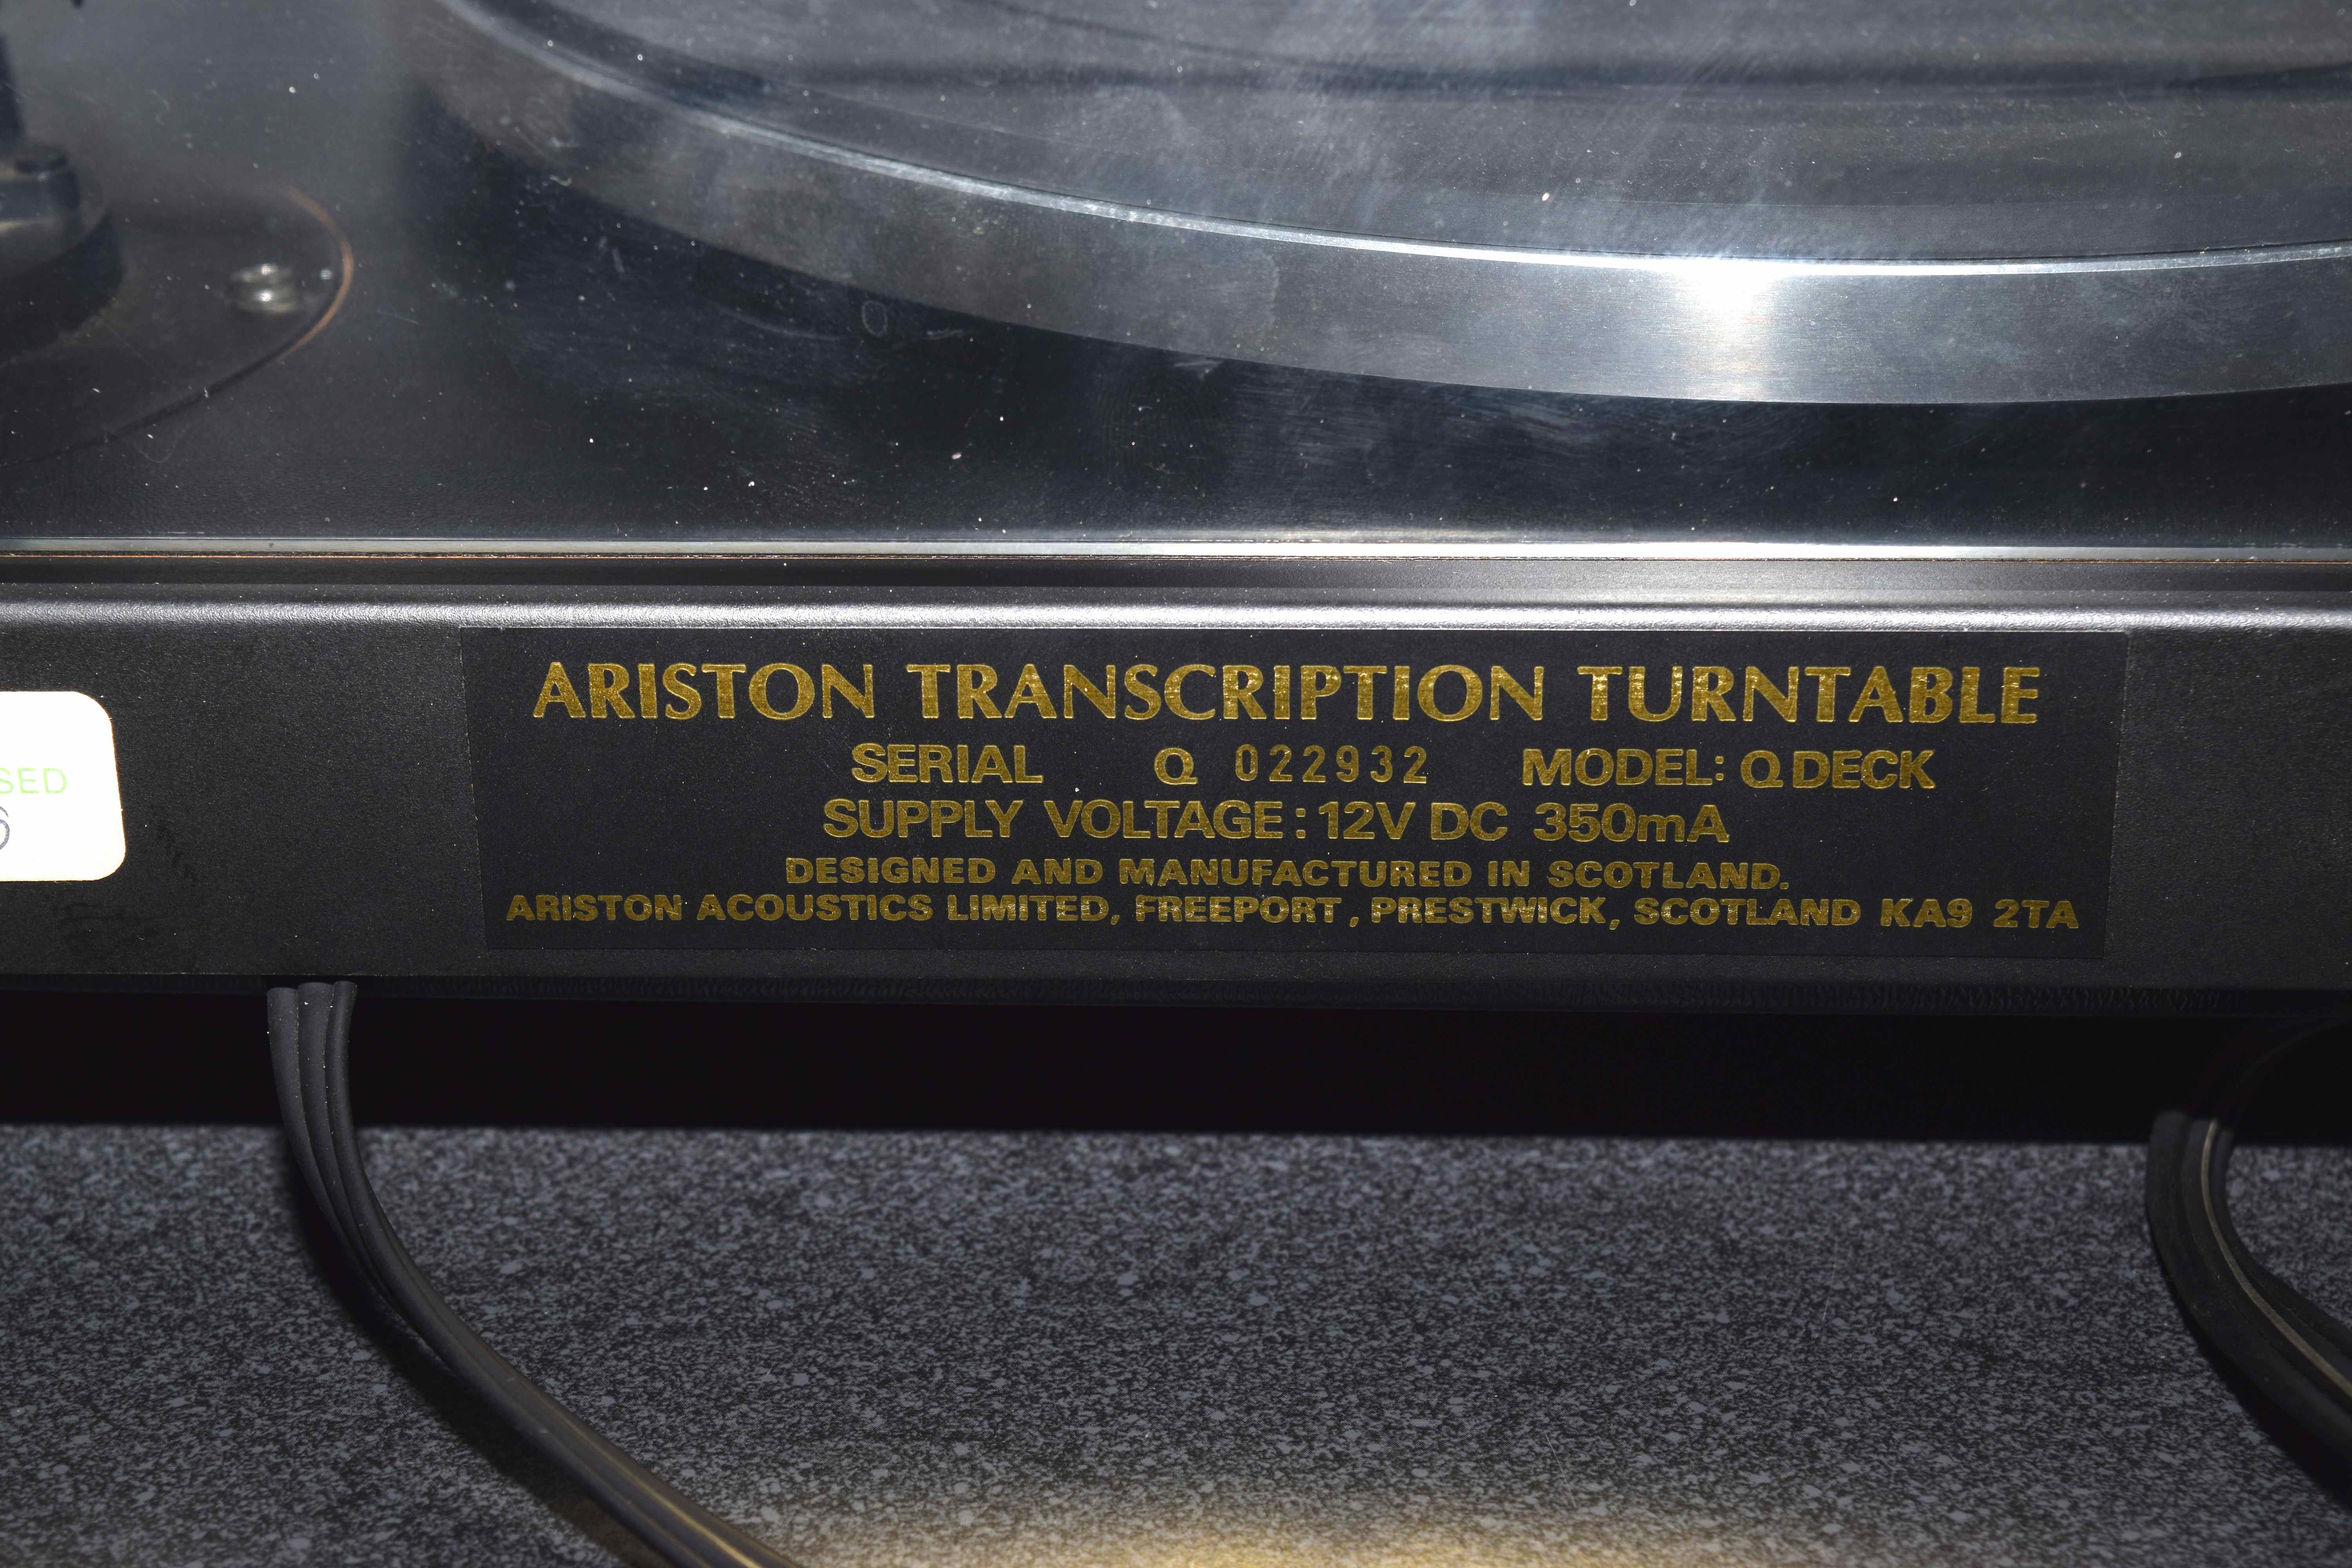 ARISTON TRANSCRIPTION TURNTABLE
SERIAL Q 022932 MODEL: Q DECK
SUPPLY VOLTAGE: 12V DC 350mA
DESIGNED AND MANUFACTURED IN SCOTLAND.
ARISTON ACOUSTICS LIMITED, FREEPORT, PRESTWICK, SCOTLAND KA9 2TA
SED